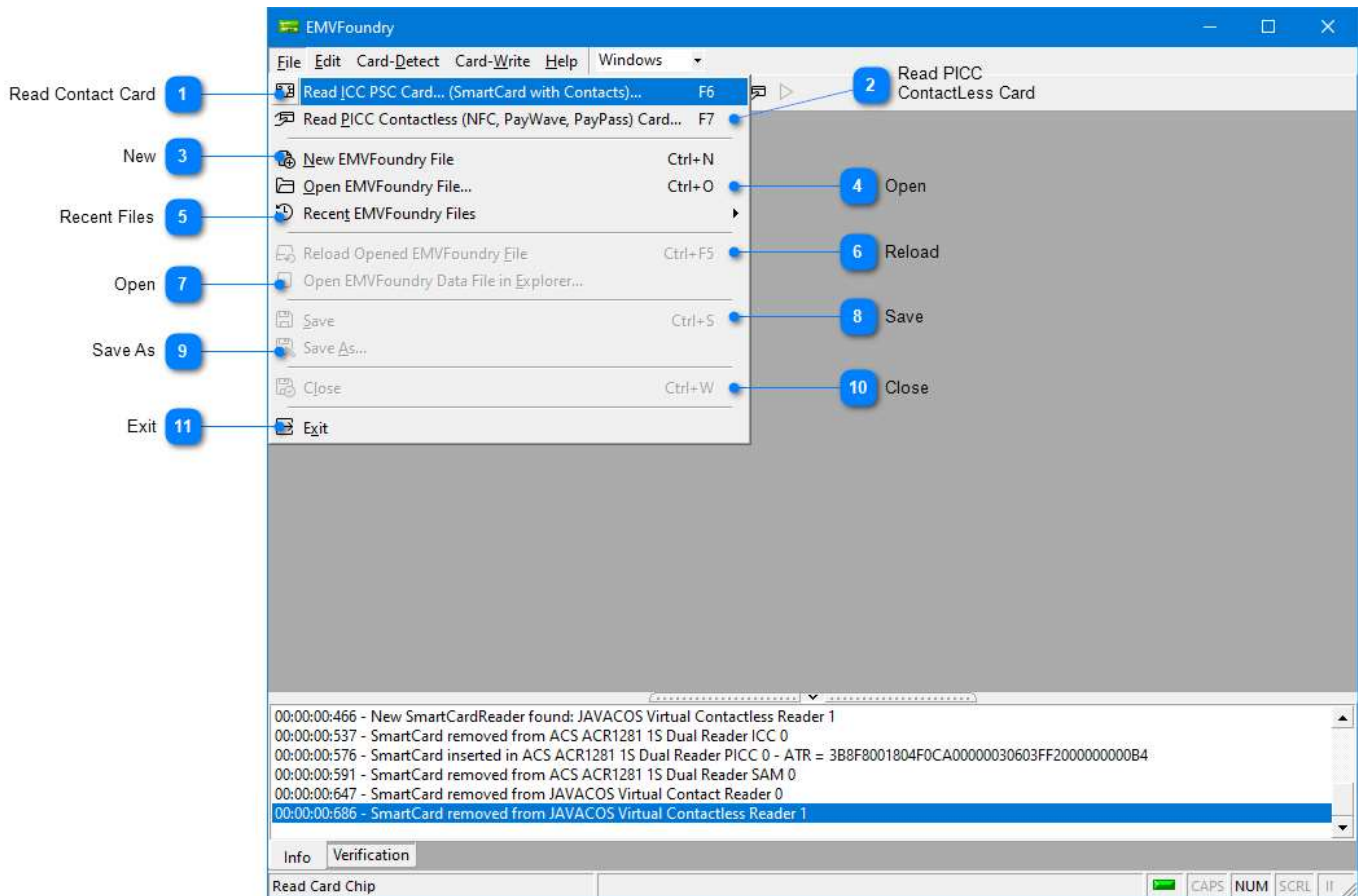 EMVFoundry
File Edit Card-Detect Card-Write Help Windows
Read Contact Card 1
Read ICC PSC Card... (SmartCard with Contacts)... F6
2 Read PICC
ContactLess Card
Read PICC Contactless (NFC, PayWave, PayPass) Card... F7
New 3
New EMVFoundry File Ctrl+N
Open EMVFoundry File... Ctrl+O
4 Open
Recent Files 5
Recent EMVFoundry Files
Reload Opened EMVFoundry File Ctrl+F5
6 Reload
Open 7
Open EMVFoundry Data File in Explorer...
Save Ctrl+S
8 Save
Save As 9
Save As...
Close Ctrl+W
10 Close
Exit 11
Exit
00:00:00:466 - New SmartCardReader found: JAVACOS Virtual Contactless Reader 1
00:00:00:537 - SmartCard removed from ACS ACR1281 1S Dual Reader ICC 0
00:00:00:576 - SmartCard inserted in ACS ACR1281 1S Dual Reader PICC 0 - ATR = 3B8F8001804F0CA00000030603FF2000000000B4
00:00:00:591 - SmartCard removed from ACS ACR1281 1S Dual Reader SAM 0
00:00:00:647 - SmartCard removed from JAVACOS Virtual Contact Reader 0
00:00:00:686 - SmartCard removed from JAVACOS Virtual Contactless Reader 1
Info Verification
Read Card Chip
CAPS NUM SCRL